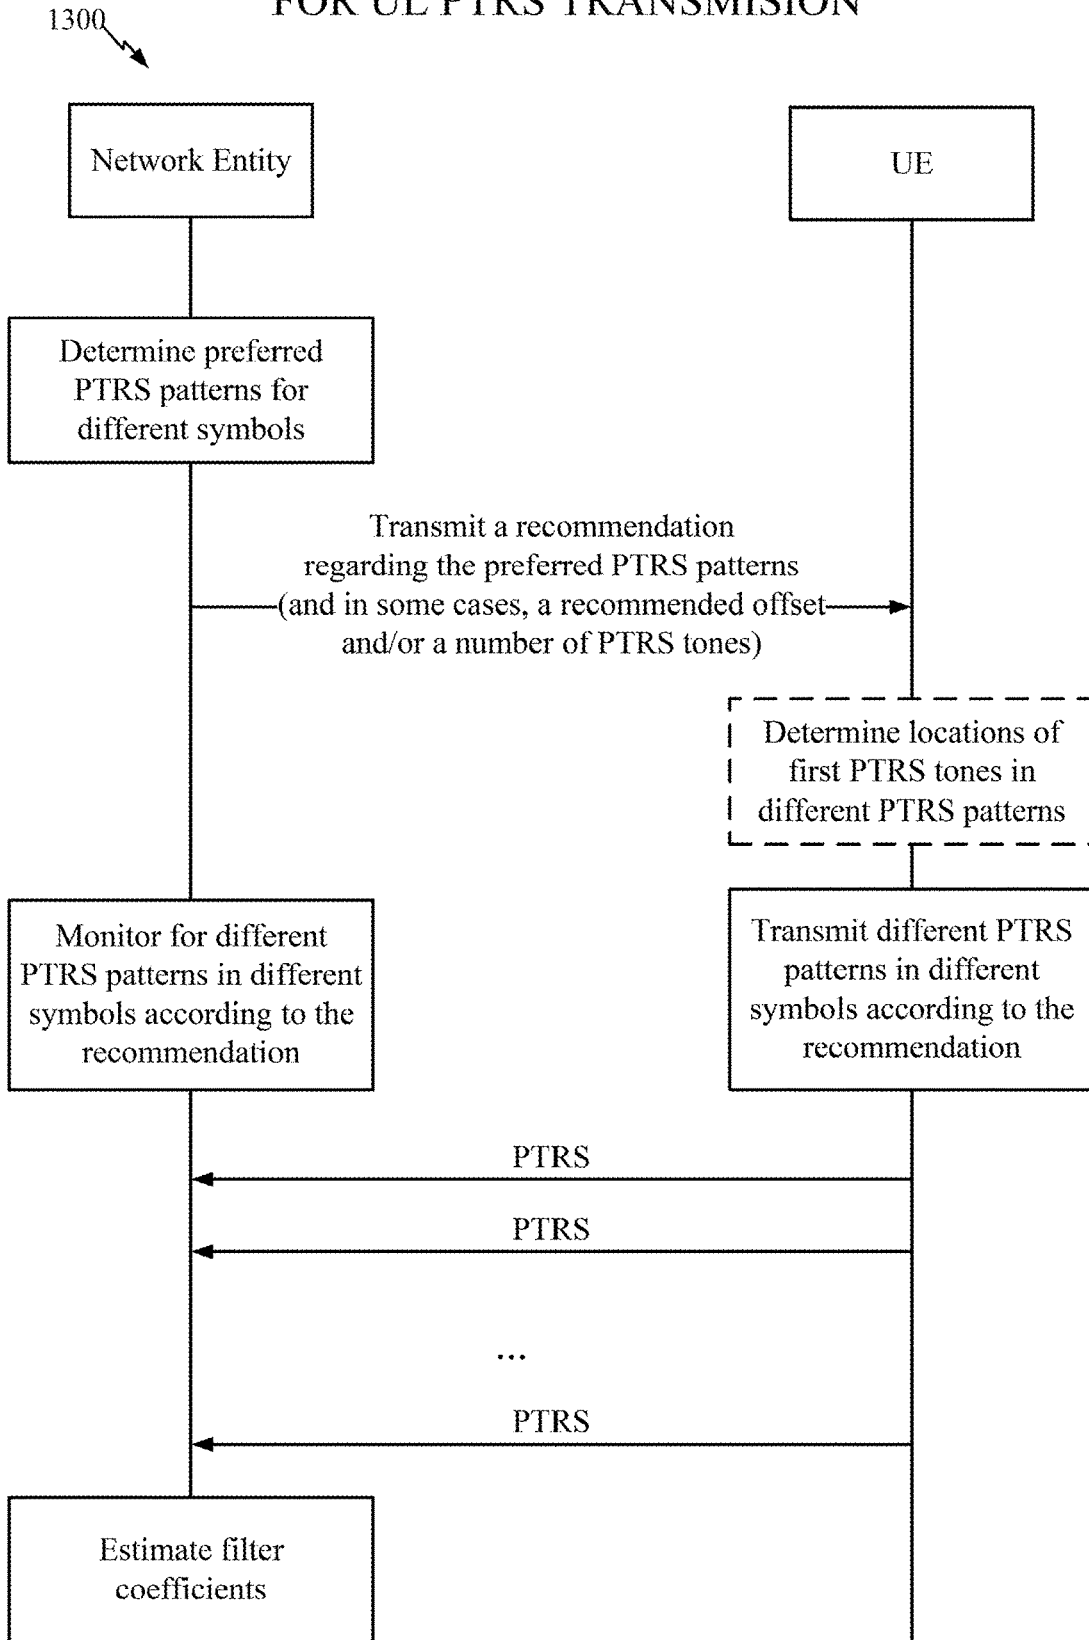 FOR UL PTRS TRANSMISION
1300
Network Entity
UE
Determine preferred
PTRS patterns for
different symbols
Transmit a recommendation
regarding the preferred PTRS patterns
(and in some cases, a recommended offset
and/or a number of PTRS tones)
Determine locations of
first PTRS tones in
different PTRS patterns
Monitor for different
PTRS patterns in different
symbols according to the
recommendation
Transmit different PTRS
patterns in different
symbols according to the
recommendation
PTRS
PTRS
...
PTRS
Estimate filter
coefficients